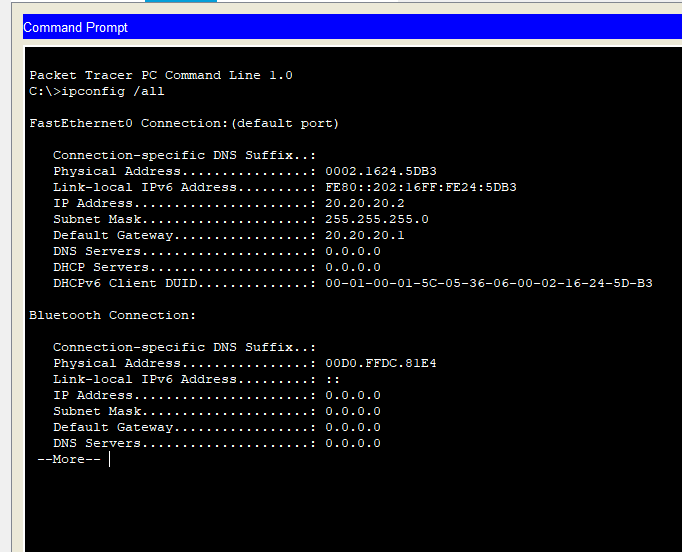 Command Prompt
Packet Tracer PC Command Line 1.0
C:\>ipconfig /all
FastEthernet0 Connection:(default port)
Connection-specific DNS Suffix..:
Physical Address................: 0002.1624.5DB3
Link-local IPv6 Address.........: FE80::202:16FF:FE24:5DB3
IP Address......................: 20.20.20.2
Subnet Mask.....................: 255.255.255.0
Default Gateway.................: 20.20.20.1
DNS Servers.....................: 0.0.0.0
DHCP Servers....................: 0.0.0.0
DHCPv6 Client DUID..............: 00-01-00-01-5C-05-36-06-00-02-16-24-5D-B3
Bluetooth Connection:
Connection-specific DNS Suffix..:
Physical Address................: 00D0.FFDC.81E4
Link-local IPv6 Address.........: ::
IP Address......................: 0.0.0.0
Subnet Mask.....................: 0.0.0.0
Default Gateway.................: 0.0.0.0
DNS Servers.....................: 0.0.0.0
--More--